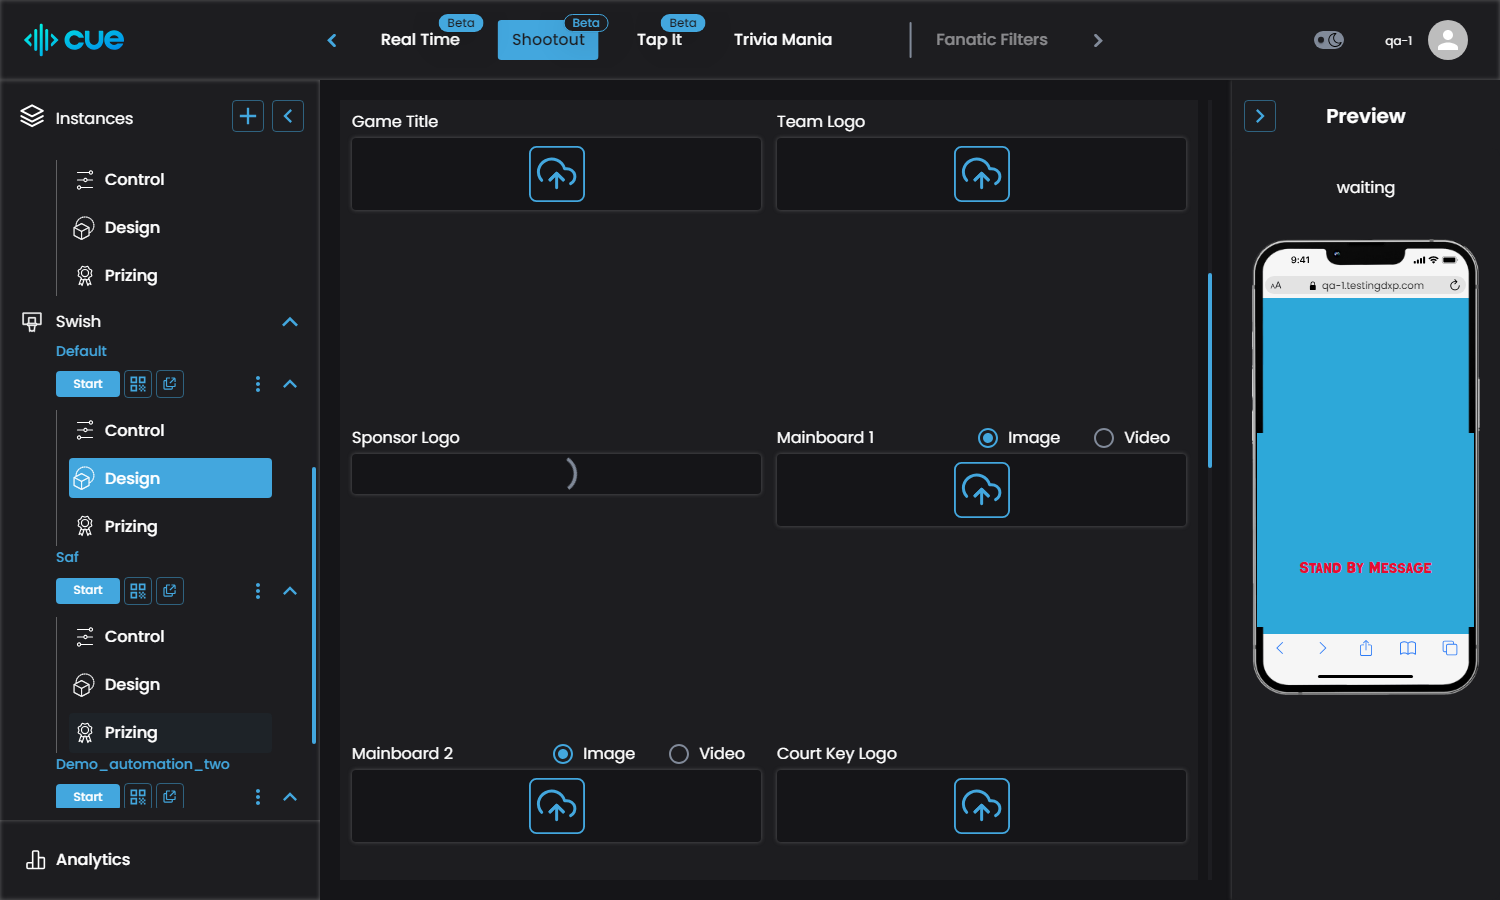 cue
Real Time
Beta
Shootout
Beta
Tap It
Beta
Trivia Mania
Fanatic Filters
qa-1
Instances
Control
Design
Prizing
Swish
Default
Start
Control
Design
Prizing
Saf
Start
Control
Design
Prizing
Demo_automation_two
Start
Analytics
Game Title
Team Logo
Sponsor Logo
Mainboard 1
Image
Video
Mainboard 2
Image
Video
Court Key Logo
Preview
waiting
9:41
AA
qa-1.testingdxp.com
Stand By Message